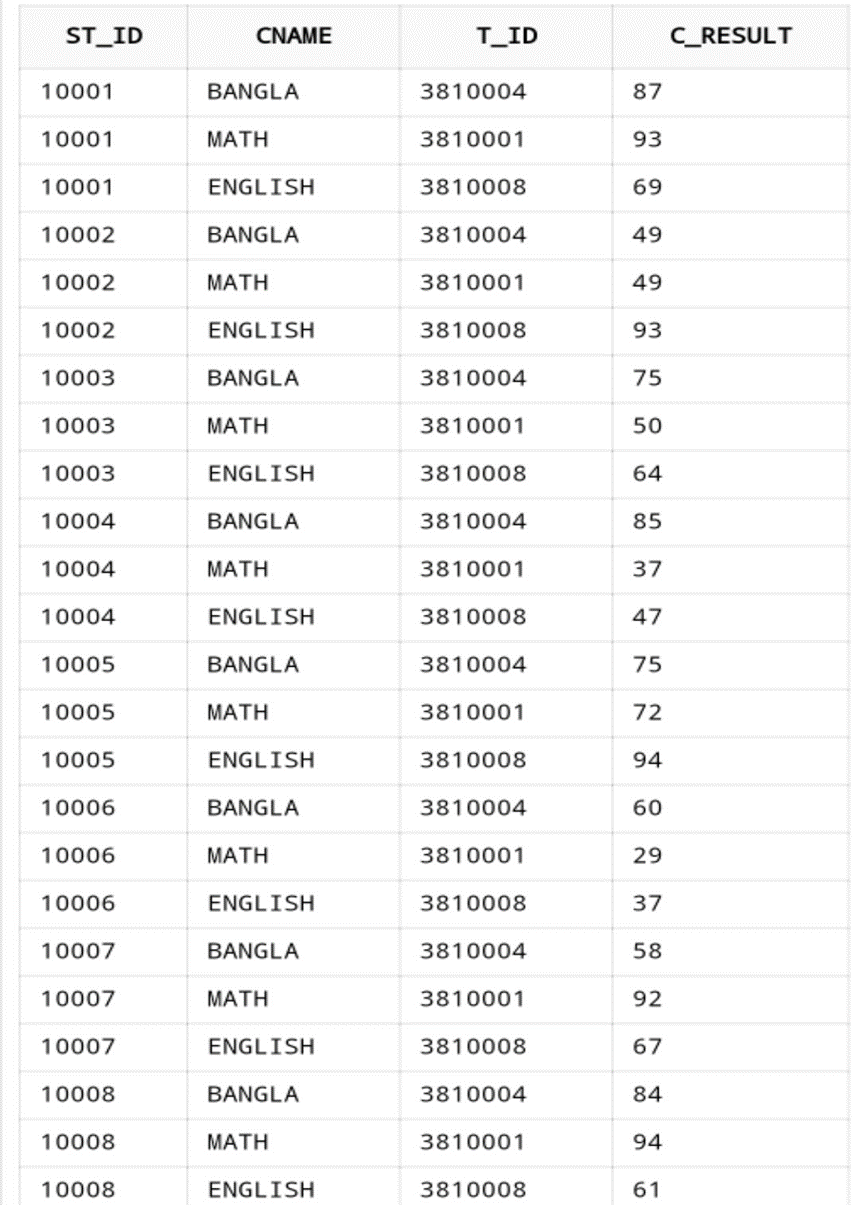 ST_ID CNAME T_ID C_RESULT
10001 BANGLA 3810004 87
10001 MATH 3810001 93
10001 ENGLISH 3810008 69
10002 BANGLA 3810004 49
10002 MATH 3810001 49
10002 ENGLISH 3810008 93
10003 BANGLA 3810004 75
10003 MATH 3810001 50
10003 ENGLISH 3810008 64
10004 BANGLA 3810004 85
10004 MATH 3810001 37
10004 ENGLISH 3810008 47
10005 BANGLA 3810004 75
10005 MATH 3810001 72
10005 ENGLISH 3810008 94
10006 BANGLA 3810004 60
10006 MATH 3810001 29
10006 ENGLISH 3810008 37
10007 BANGLA 3810004 58
10007 MATH 3810001 92
10007 ENGLISH 3810008 67
10008 BANGLA 3810004 84
10008 MATH 3810001 94
10008 ENGLISH 3810008 61